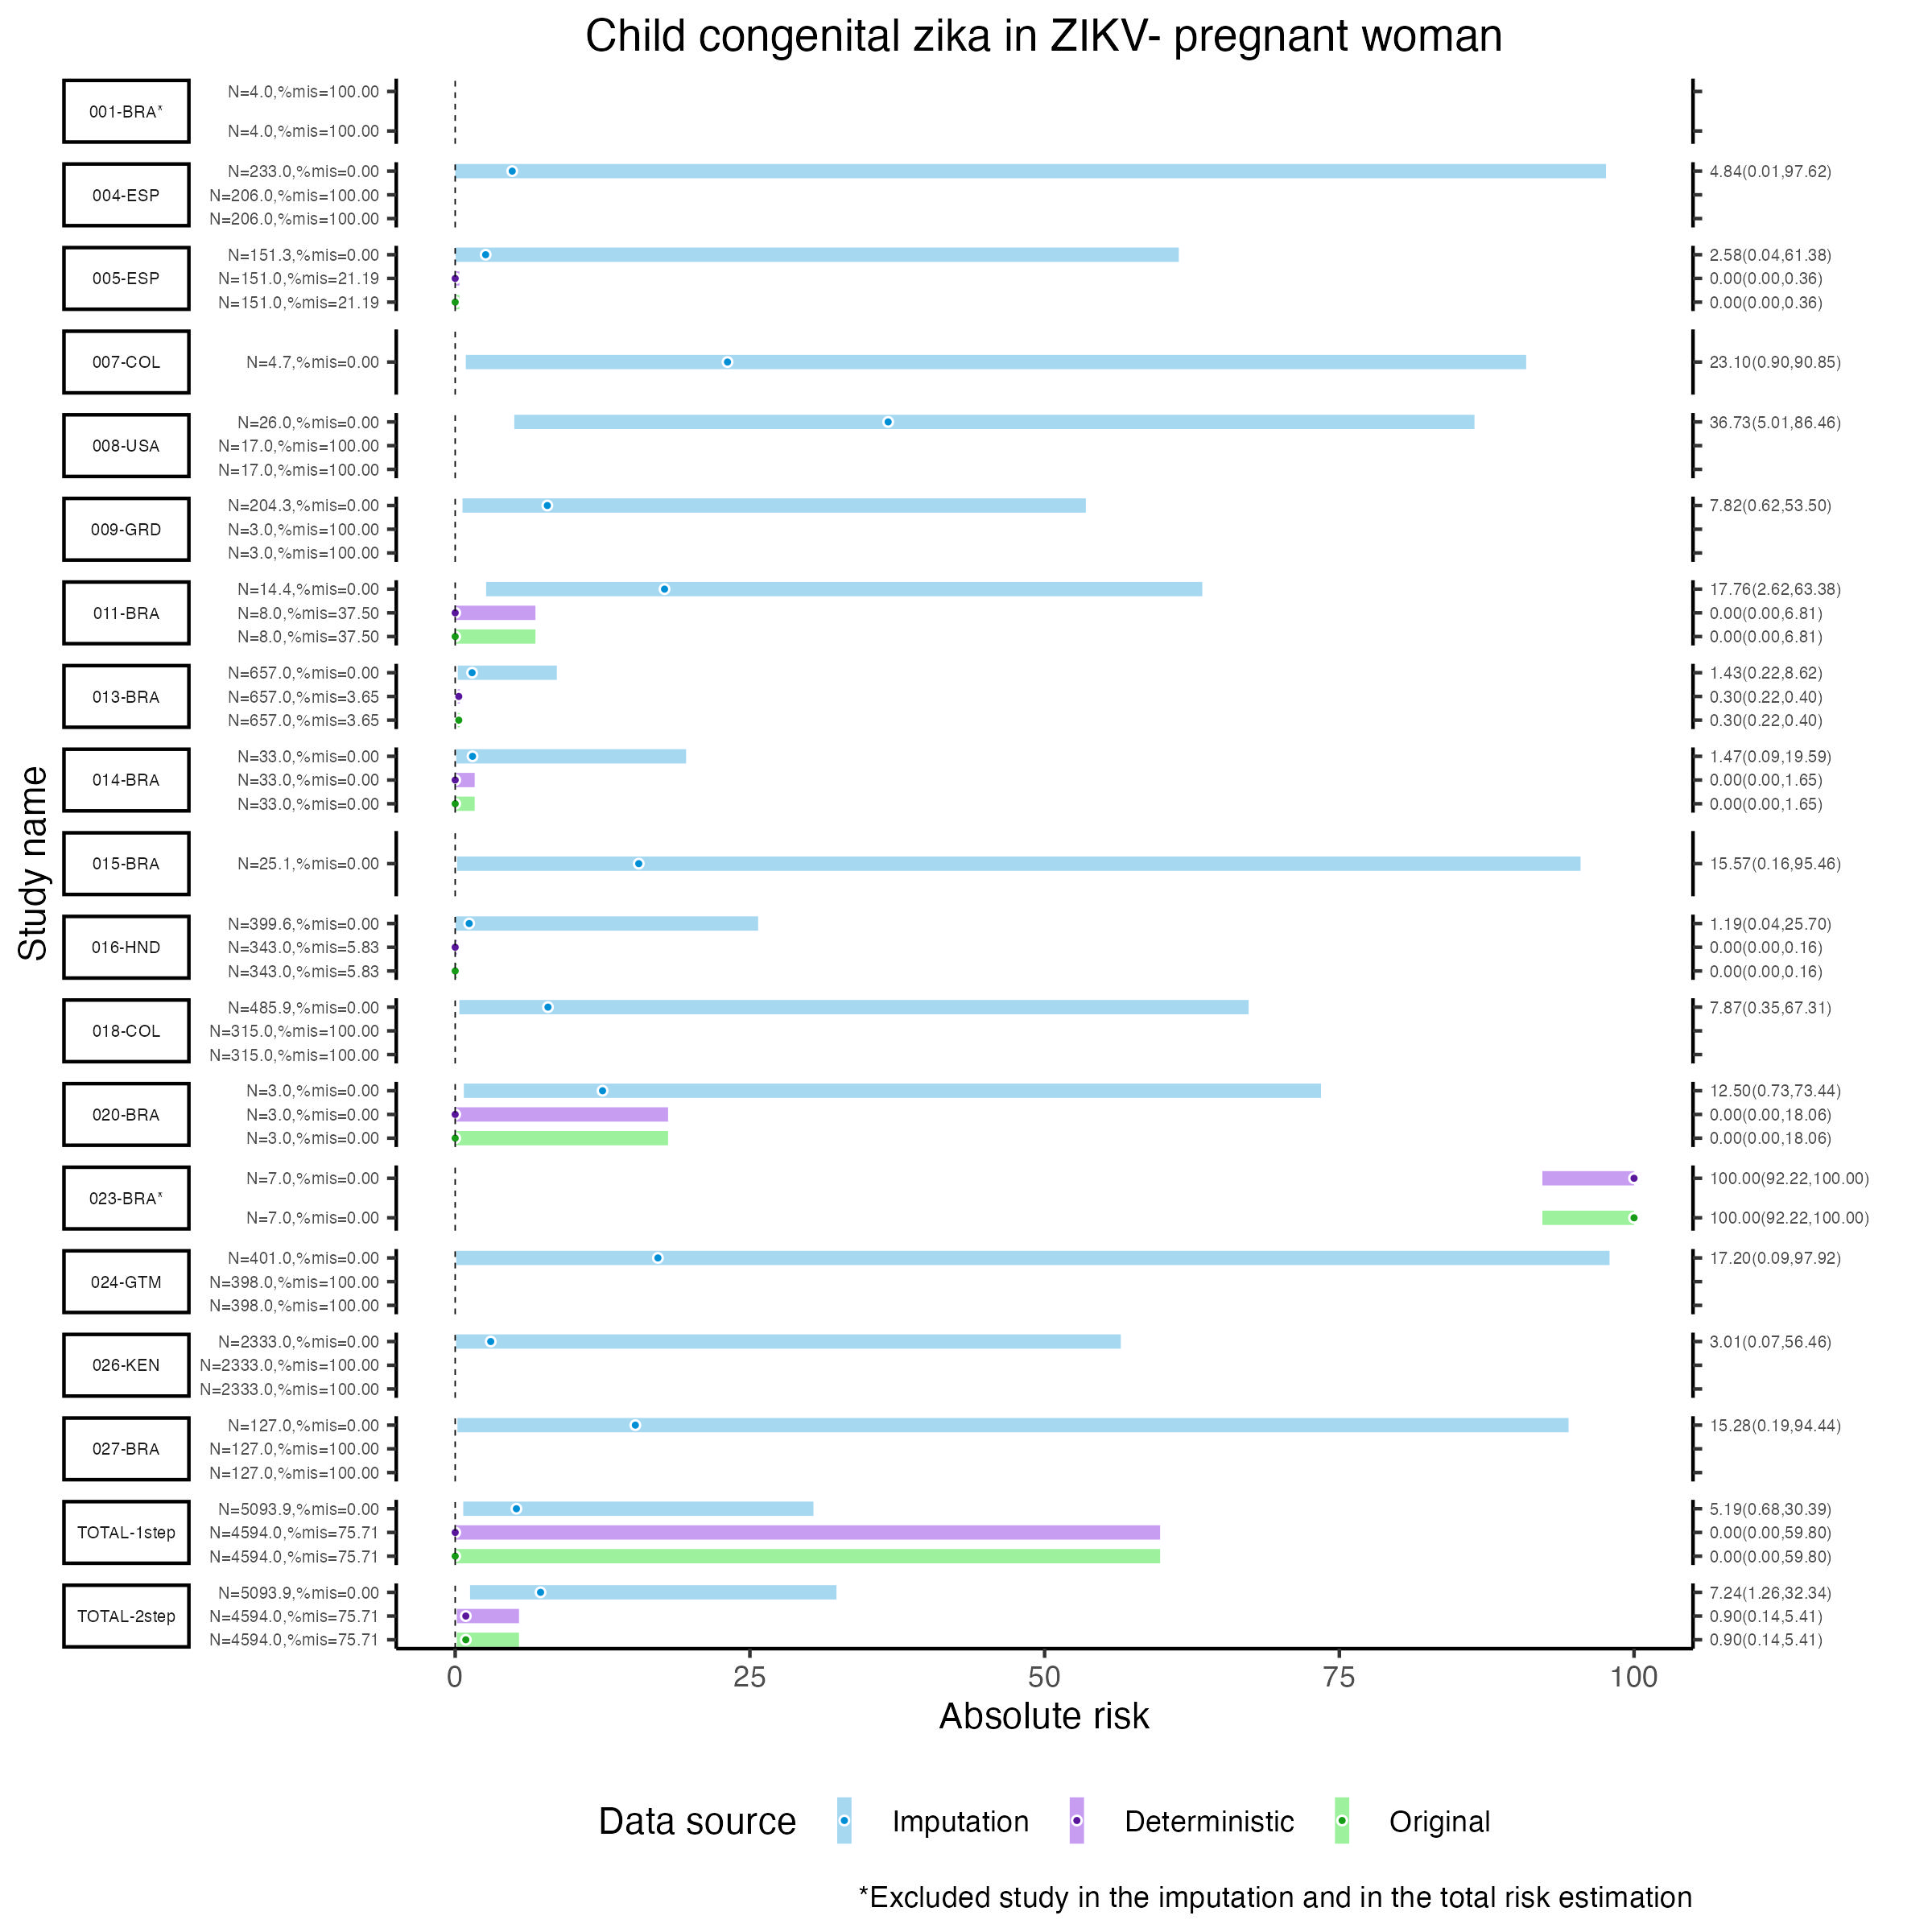 Child congenital zika in ZIKV- pregnant woman
Study name
001-BRA*
N=4.0,%mis=100.00
N=4.0,%mis=100.00
004-ESP
N=233.0,%mis=0.00 4.84(0.01,97.62)
N=206.0,%mis=100.00
N=206.0,%mis=100.00
005-ESP
N=151.3,%mis=0.00 2.58(0.04,61.38)
N=151.0,%mis=21.19 0.00(0.00,0.36)
N=151.0,%mis=21.19 0.00(0.00,0.36)
007-COL
N=4.7,%mis=0.00 23.10(0.90,90.85)
008-USA
N=26.0,%mis=0.00 36.73(5.01,86.46)
N=17.0,%mis=100.00
N=17.0,%mis=100.00
009-GRD
N=204.3,%mis=0.00 7.82(0.62,53.50)
N=3.0,%mis=100.00
N=3.0,%mis=100.00
011-BRA
N=14.4,%mis=0.00 17.76(2.62,63.38)
N=8.0,%mis=37.50 0.00(0.00,6.81)
N=8.0,%mis=37.50 0.00(0.00,6.81)
013-BRA
N=657.0,%mis=0.00 1.43(0.22,8.62)
N=657.0,%mis=3.65 0.30(0.22,0.40)
N=657.0,%mis=3.65 0.30(0.22,0.40)
014-BRA
N=33.0,%mis=0.00 1.47(0.09,19.59)
N=33.0,%mis=0.00 0.00(0.00,1.65)
N=33.0,%mis=0.00 0.00(0.00,1.65)
015-BRA
N=25.1,%mis=0.00 15.57(0.16,95.46)
016-HND
N=399.6,%mis=0.00 1.19(0.04,25.70)
N=343.0,%mis=5.83 0.00(0.00,0.16)
N=343.0,%mis=5.83 0.00(0.00,0.16)
018-COL
N=485.9,%mis=0.00 7.87(0.35,67.31)
N=315.0,%mis=100.00
N=315.0,%mis=100.00
020-BRA
N=3.0,%mis=0.00 12.50(0.73,73.44)
N=3.0,%mis=0.00 0.00(0.00,18.06)
N=3.0,%mis=0.00 0.00(0.00,18.06)
023-BRA*
N=7.0,%mis=0.00 100.00(92.22,100.00)
N=7.0,%mis=0.00 100.00(92.22,100.00)
024-GTM
N=401.0,%mis=0.00 17.20(0.09,97.92)
N=398.0,%mis=100.00
N=398.0,%mis=100.00
026-KEN
N=2333.0,%mis=0.00 3.01(0.07,56.46)
N=2333.0,%mis=100.00
N=2333.0,%mis=100.00
027-BRA
N=127.0,%mis=0.00 15.28(0.19,94.44)
N=127.0,%mis=100.00
N=127.0,%mis=100.00
TOTAL-1step
N=5093.9,%mis=0.00 5.19(0.68,30.39)
N=4594.0,%mis=75.71 0.00(0.00,59.80)
N=4594.0,%mis=75.71 0.00(0.00,59.80)
TOTAL-2step
N=5093.9,%mis=0.00 7.24(1.26,32.34)
N=4594.0,%mis=75.71 0.90(0.14,5.41)
N=4594.0,%mis=75.71 0.90(0.14,5.41)
0 25 50 75 100
Absolute risk
Data source Imputation Deterministic Original
*Excluded study in the imputation and in the total risk estimation